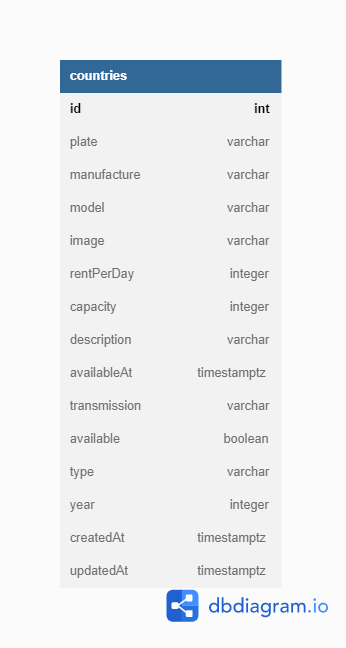 countries
id int
plate varchar
manufacture varchar
model varchar
image varchar
rentPerDay integer
capacity integer
description varchar
availableAt timestamptz
transmission varchar
available boolean
type varchar
year integer
createdAt timestamptz
updatedAt timestamptz
dbdiagram.io